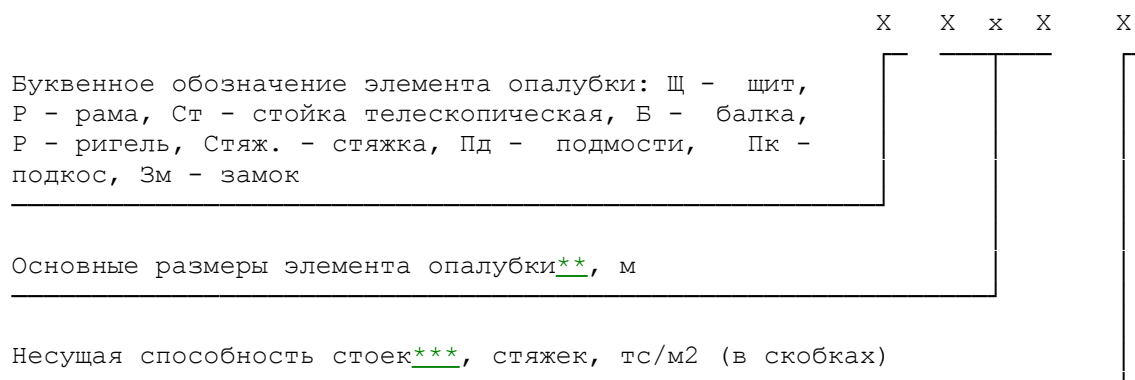 X X x X X
Буквенное обозначение элемента опалубки: Щ - щит,
Р - рама, Ст - стойка телескопическая, Б - балка,
Р - ригель, Стяж. - стяжка, Пд - подмости, Пк -
подкос, Зм - замок
Основные размеры элемента опалубки**, м
Несущая способность стоек***, стяжек, тс/м2 (в скобках)